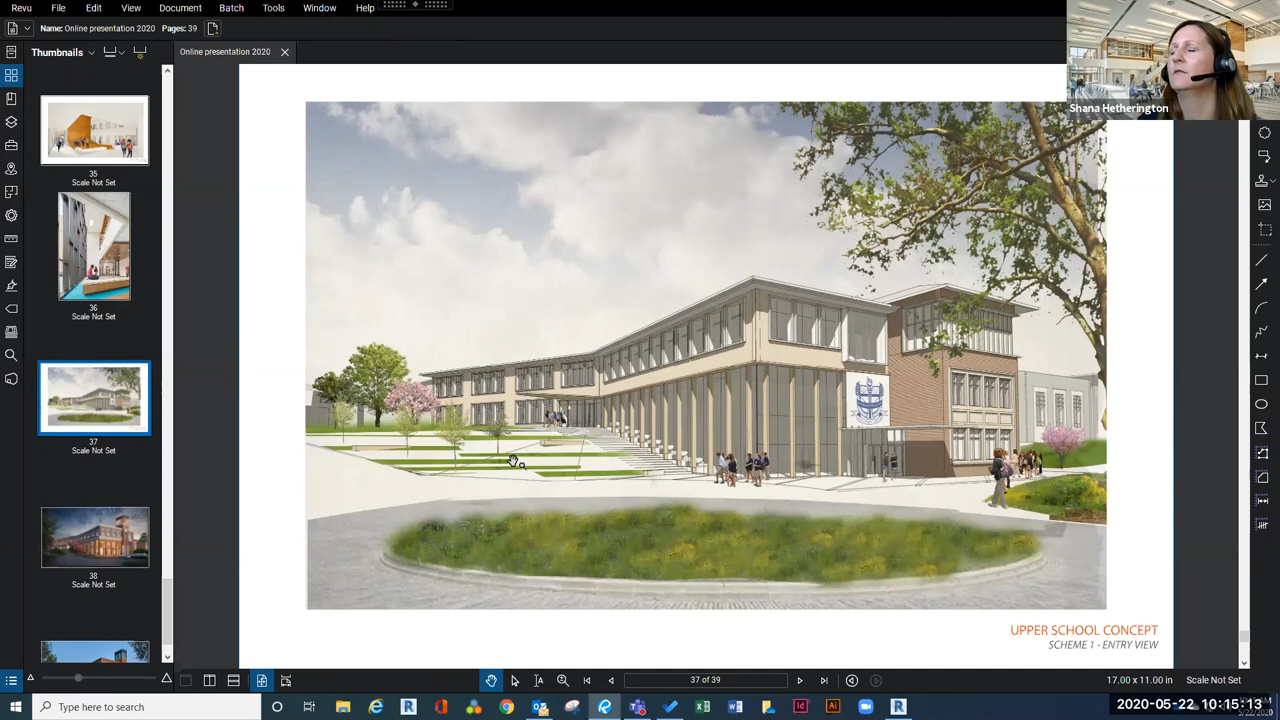 Revu File Edit View Document Batch Tools Window Help
Name: Online presentation 2020 Pages: 39
Thumbnails
Online presentation 2020
Shana Hetherington
35
Scale Not Set
36
Scale Not Set
37
Scale Not Set
38
Scale Not Set
UPPER SCHOOL CONCEPT
SCHEME 1 - ENTRY VIEW
37 of 39
17.00 x 11.00 in
Scale Not Set
Type here to search
2020-05-22 10:15:13